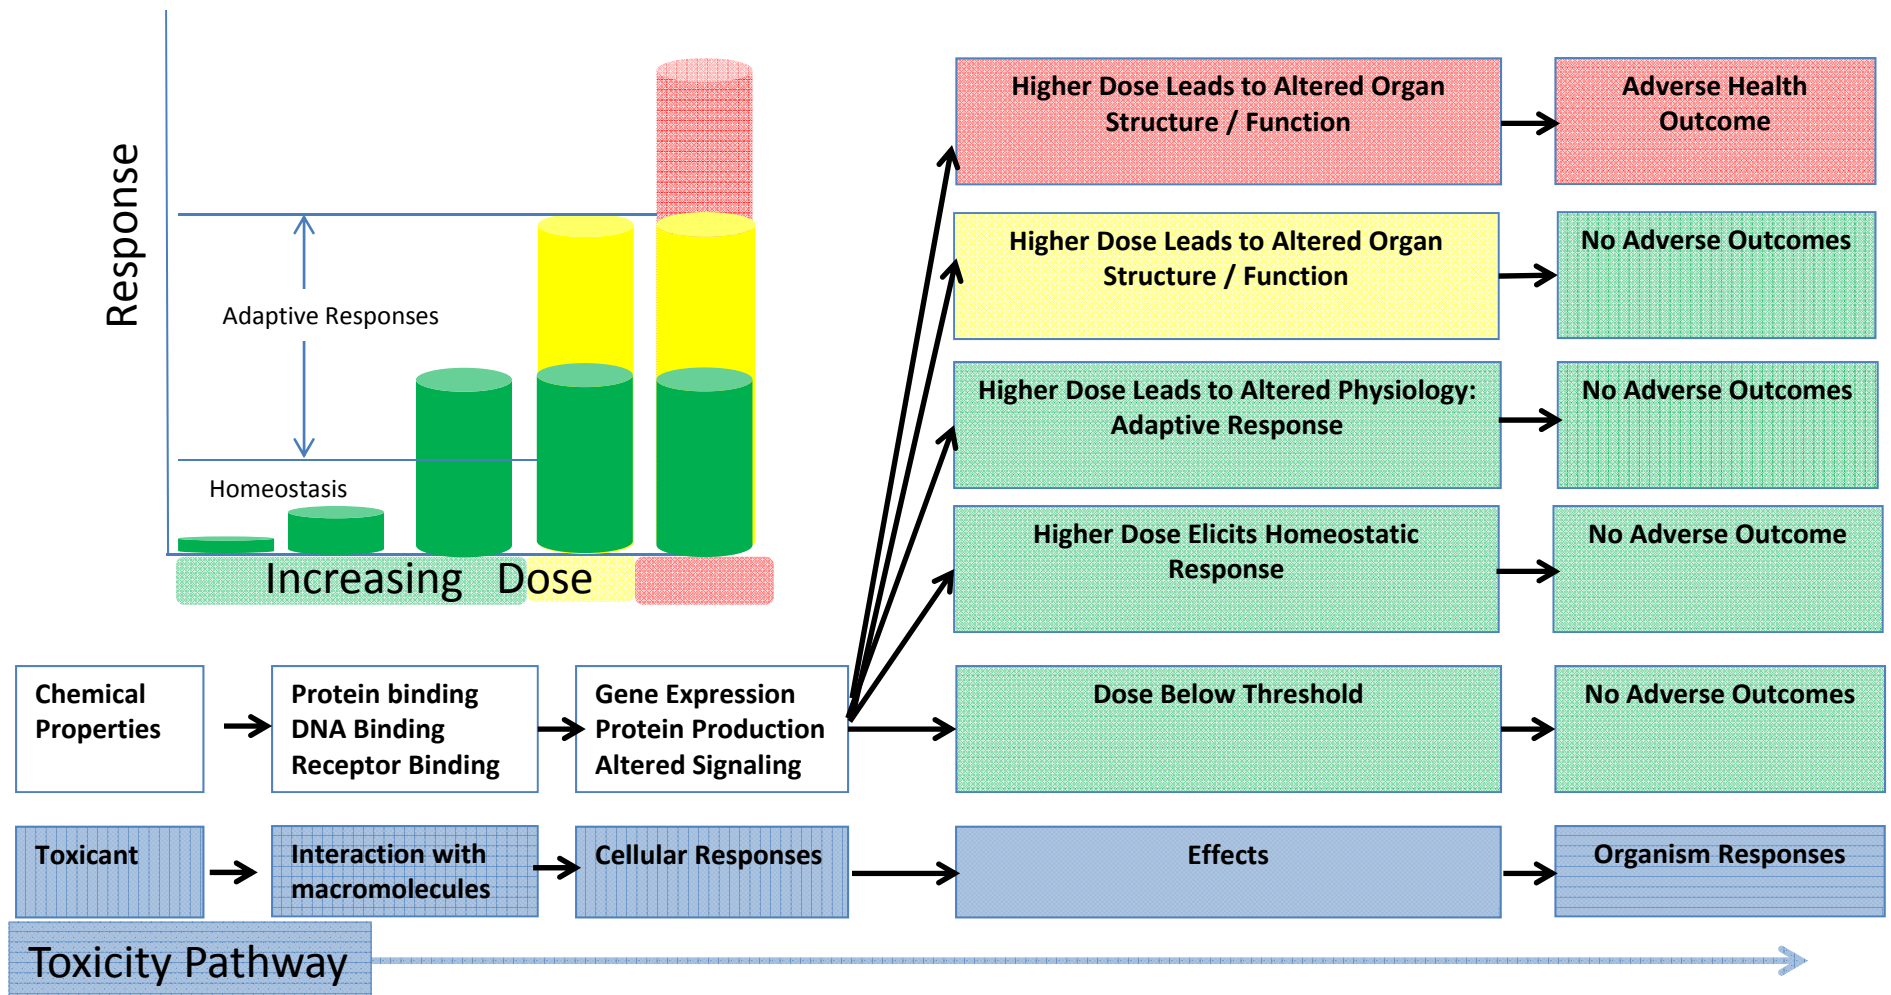 Response
Adaptive Responses
Homeostasis
Increasing Dose
Higher Dose Leads to Altered Organ
Structure / Function
Adverse Health
Outcome
Higher Dose Leads to Altered Organ
Structure / Function
No Adverse Outcomes
Higher Dose Leads to Altered Physiology:
Adaptive Response
No Adverse Outcomes
Higher Dose Elicits Homeostatic
Response
No Adverse Outcome
Chemical
Properties
Protein binding
DNA Binding
Receptor Binding
Gene Expression
Protein Production
Altered Signaling
Dose Below Threshold
No Adverse Outcomes
Toxicant
Interaction with
macromolecules
Cellular Responses
Effects
Organism Responses
Toxicity Pathway